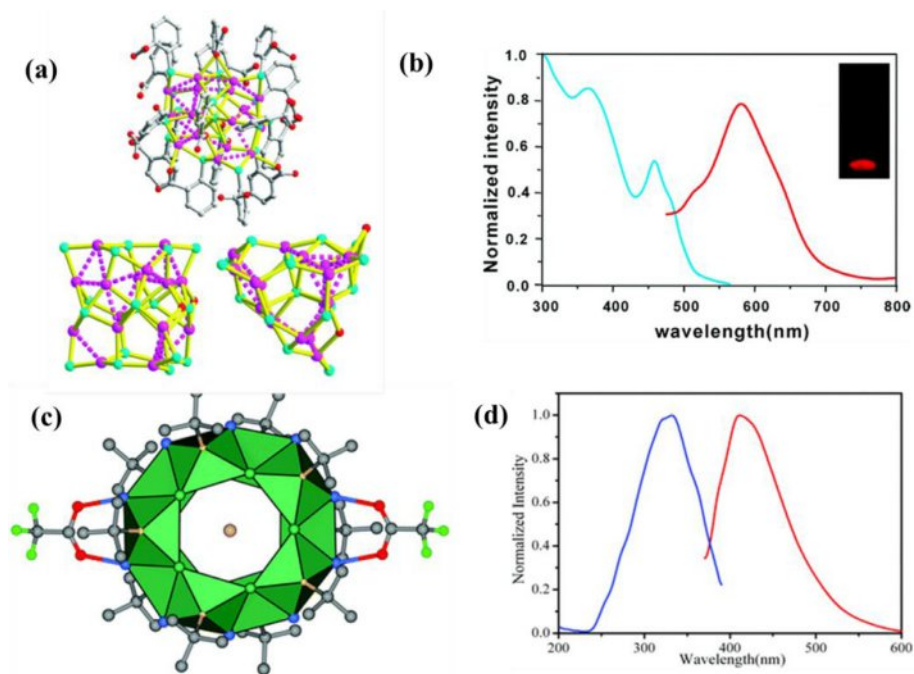 (a)
(b)
Normalized intensity
1.0
0.8
0.6
0.4
0.2
0.0
300 400 500 600 700 800
wavelength(nm)
(c)
(d)
Normalized Intensity
1.0
0.8
0.6
0.4
0.2
0.0
200 300 400 500 600
Wavelength(nm)